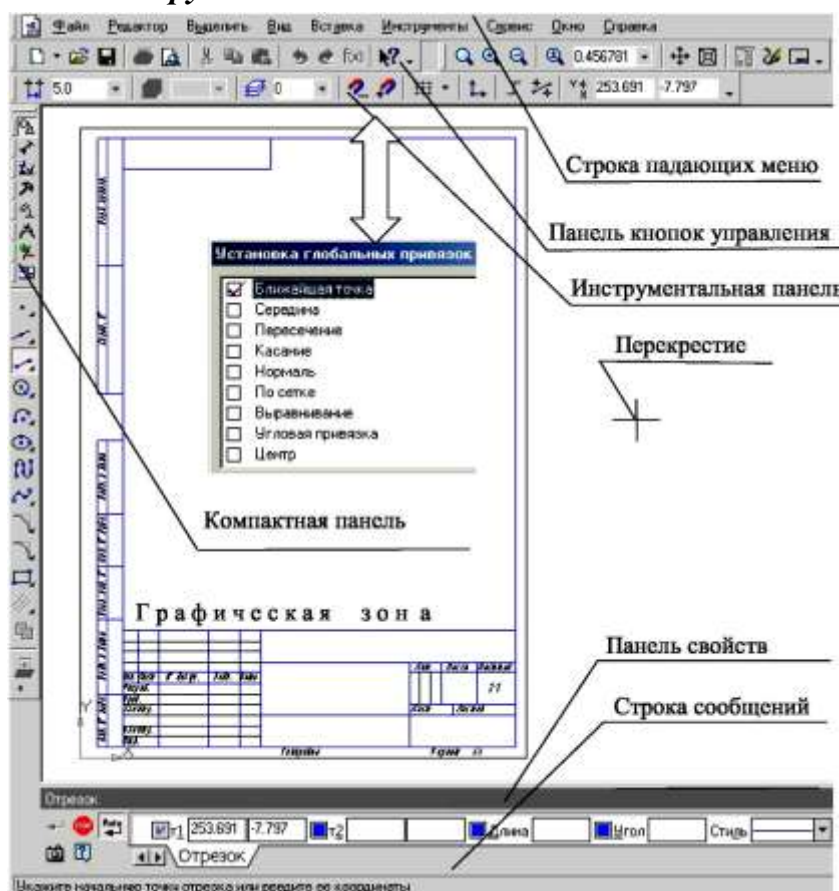 Файл Редактор Выделить Вид Вставка Инструменты Сервис Окно Справка
0.456781
5.0 0 253.691 -7.797
Строка падающих меню
Панель кнопок управления
Инструментальная панель
Установка глобальных привязок
Ближайшая точка
Середина
Пересечение
Касание
Нормаль
По сетке
Выравнивание
Угловая привязка
Центр
Перекрестие
Компактная панель
Графическая зона
Панель свойств
Строка сообщений
Отрезок
т1 253.691 -7.797 т2 Длина Угол Стиль
Отрезок
Укажите начальную точку отрезка или введите ее координаты